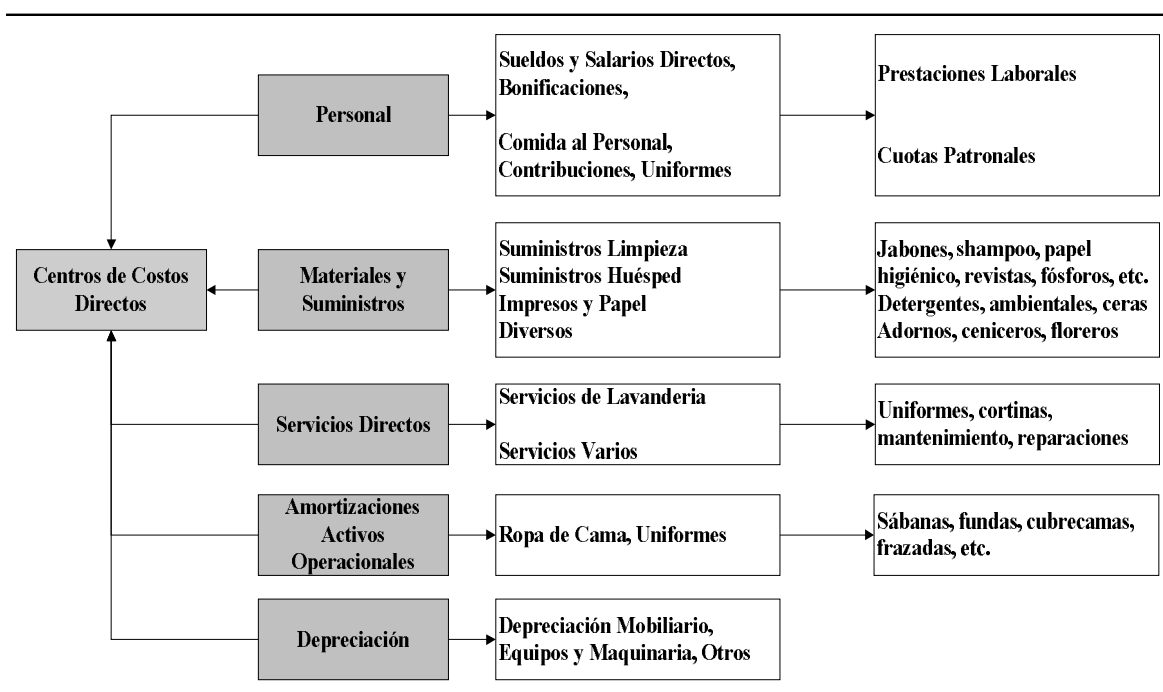 Sueldos y Salarios Directos,
Bonificaciones,
Comida al Personal,
Contribuciones, Uniformes
Prestaciones Laborales
Cuotas Patronales
Personal
Centros de Costos
Directos
Materiales y
Suministros
Suministros Limpieza
Suministros Huésped
Impresos y Papel
Diversos
Jabones, shampoo, papel
higiénico, revistas, fósforos, etc.
Detergentes, ambientales, ceras
Adornos, ceniceros, floreros
Servicios Directos
Servicios de Lavanderia
Servicios Varios
Uniformes, cortinas,
mantenimiento, reparaciones
Amortizaciones
Activos
Operacionales
Ropa de Cama, Uniformes
Sábanas, fundas, cubrecamas,
frazadas, etc.
Depreciación
Depreciación Mobiliario,
Equipos y Maquinaria, Otros